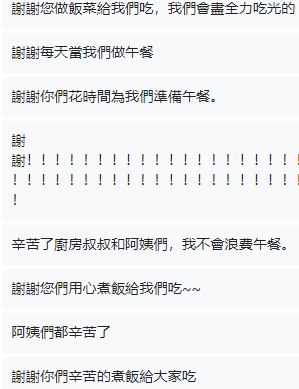 謝謝您做飯菜給我們吃，我們會盡全力吃光的
謝謝每天當我們做午餐
謝謝你們花時間為我們準備午餐。
謝
謝！！！！！！！！！！！！！！！！！！！！
！！！！！！！！！！！！！！！！！！！！！
！
辛苦了廚房叔叔和阿姨們，我不會浪費午餐。
謝謝您們用心煮飯給我們吃~~
阿姨們都辛苦了
謝謝你們辛苦的煮飯給大家吃